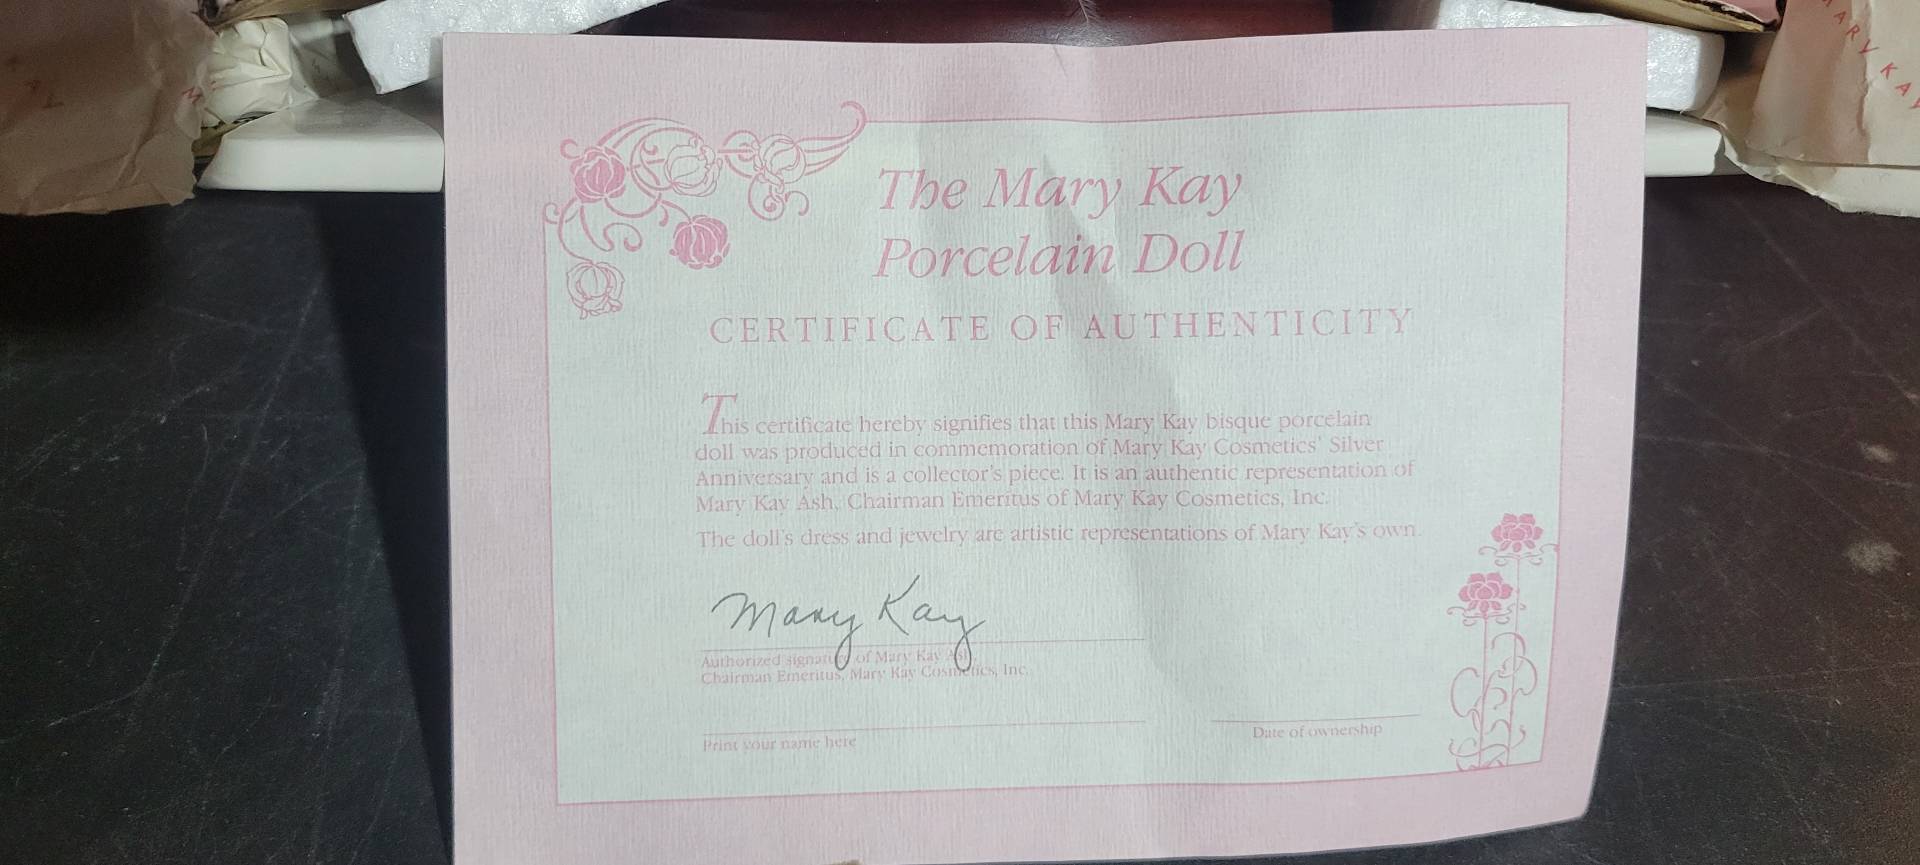 The Mary Kay
Porcelain Doll
CERTIFICATE OF AUTHENTICITY
This certificate hereby signifies that this Mary Kay bisque porcelain
doll was produced in commemoration of Mary Kay Cosmetics' Silver
Anniversary and is a collector's piece. It is an authentic representation of
Mary Kay Ash, Chairman Emeritus of Mary Kay Cosmetics, Inc.
The doll's dress and jewelry are artistic representations of Mary Kay's own.
Mary Kay
Authorized signature of Mary Kay Ash
Chairman Emeritus, Mary Kay Cosmetics, Inc.
Print your name here
Date of ownership
MARY KAY